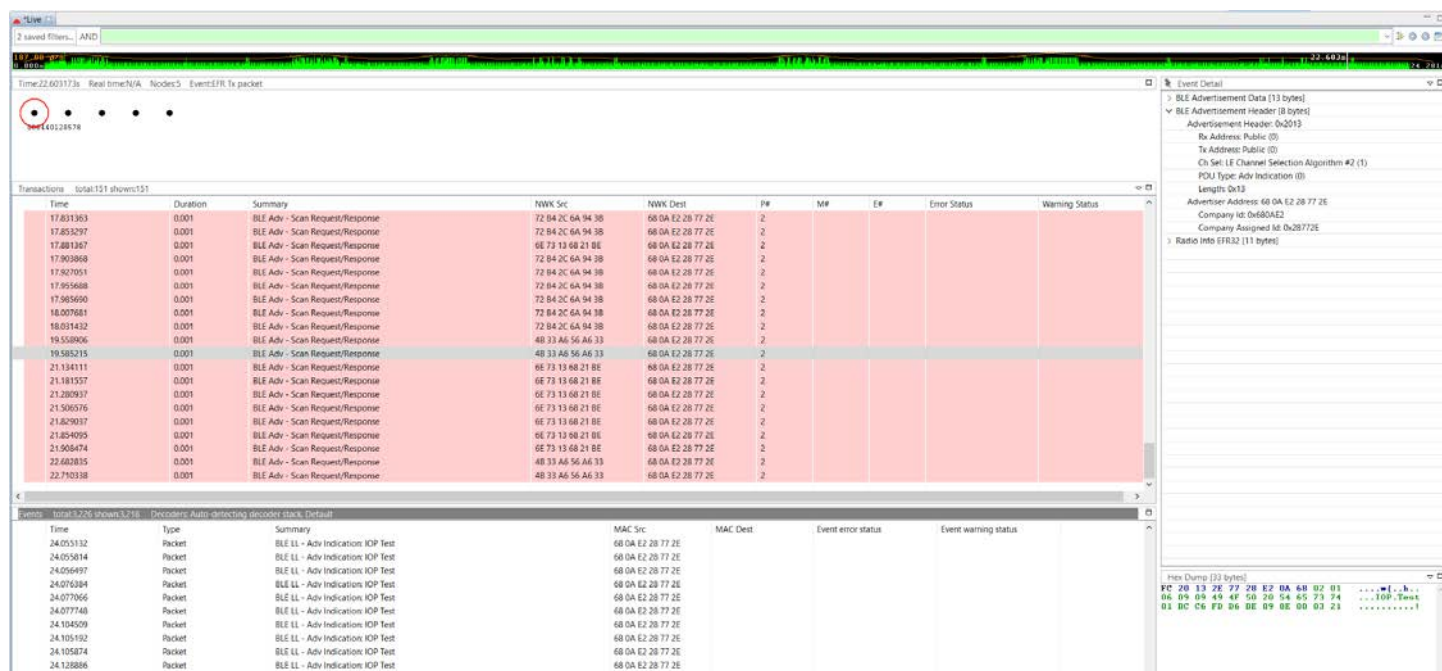 *Live
2 saved filters... AND
0.000s
22.603s
Time:22.603173s Real time:N/A Nodes:5 Event:EFR Tx packet
000440128578
Transactions total:151 shown:151
Time Duration Summary NWK Src NWK Dest P# M# E# Error Status Warning Status
17.831363 0.001 BLE Adv - Scan Request/Response 72 B4 2C 6A 94 3B 68 0A E2 28 77 2E 2
17.853297 0.001 BLE Adv - Scan Request/Response 72 B4 2C 6A 94 3B 68 0A E2 28 77 2E 2
17.881367 0.001 BLE Adv - Scan Request/Response 6E 73 13 68 21 BE 68 0A E2 28 77 2E 2
17.903868 0.001 BLE Adv - Scan Request/Response 72 B4 2C 6A 94 3B 68 0A E2 28 77 2E 2
17.927051 0.001 BLE Adv - Scan Request/Response 72 B4 2C 6A 94 3B 68 0A E2 28 77 2E 2
17.955688 0.001 BLE Adv - Scan Request/Response 72 B4 2C 6A 94 3B 68 0A E2 28 77 2E 2
17.985690 0.001 BLE Adv - Scan Request/Response 72 B4 2C 6A 94 3B 68 0A E2 28 77 2E 2
18.007681 0.001 BLE Adv - Scan Request/Response 72 B4 2C 6A 94 3B 68 0A E2 28 77 2E 2
18.031432 0.001 BLE Adv - Scan Request/Response 72 B4 2C 6A 94 3B 68 0A E2 28 77 2E 2
19.558906 0.001 BLE Adv - Scan Request/Response 4B 33 A6 56 A6 33 68 0A E2 28 77 2E 2
19.585215 0.001 BLE Adv - Scan Request/Response 4B 33 A6 56 A6 33 68 0A E2 28 77 2E 2
21.134111 0.001 BLE Adv - Scan Request/Response 6E 73 13 68 21 BE 68 0A E2 28 77 2E 2
21.181557 0.001 BLE Adv - Scan Request/Response 6E 73 13 68 21 BE 68 0A E2 28 77 2E 2
21.280937 0.001 BLE Adv - Scan Request/Response 6E 73 13 68 21 BE 68 0A E2 28 77 2E 2
21.506576 0.001 BLE Adv - Scan Request/Response 6E 73 13 68 21 BE 68 0A E2 28 77 2E 2
21.829037 0.001 BLE Adv - Scan Request/Response 6E 73 13 68 21 BE 68 0A E2 28 77 2E 2
21.854095 0.001 BLE Adv - Scan Request/Response 6E 73 13 68 21 BE 68 0A E2 28 77 2E 2
21.908474 0.001 BLE Adv - Scan Request/Response 6E 73 13 68 21 BE 68 0A E2 28 77 2E 2
22.682835 0.001 BLE Adv - Scan Request/Response 4B 33 A6 56 A6 33 68 0A E2 28 77 2E 2
22.710338 0.001 BLE Adv - Scan Request/Response 4B 33 A6 56 A6 33 68 0A E2 28 77 2E 2
Events total:3,226 shown:3,218 Decoders: Auto-detecting decoder stack, Default
Time Type Summary MAC Src MAC Dest Event error status Event warning status
24.055132 Packet BLE LL - Adv Indication: IOP Test 68 0A E2 28 77 2E
24.055814 Packet BLE LL - Adv Indication: IOP Test 68 0A E2 28 77 2E
24.056497 Packet BLE LL - Adv Indication: IOP Test 68 0A E2 28 77 2E
24.076384 Packet BLE LL - Adv Indication: IOP Test 68 0A E2 28 77 2E
24.077066 Packet BLE LL - Adv Indication: IOP Test 68 0A E2 28 77 2E
24.077748 Packet BLE LL - Adv Indication: IOP Test 68 0A E2 28 77 2E
24.104509 Packet BLE LL - Adv Indication: IOP Test 68 0A E2 28 77 2E
24.105192 Packet BLE LL - Adv Indication: IOP Test 68 0A E2 28 77 2E
24.105874 Packet BLE LL - Adv Indication: IOP Test 68 0A E2 28 77 2E
24.128886 Packet BLE LL - Adv Indication: IOP Test 68 0A E2 28 77 2E
Event Detail
BLE Advertisement Data [13 bytes]
BLE Advertisement Header [8 bytes]
Advertisement Header: 0x2013
Rx Address: Public (0)
Tx Address: Public (0)
Ch Sel: LE Channel Selection Algorithm #2 (1)
PDU Type: Adv Indication (0)
Length: 0x13
Advertiser Address: 68 0A E2 28 77 2E
Company Id: 0x680AE2
Company Assigned Id: 0x28772E
Radio Info EFR32 [11 bytes]
Hex Dump [33 bytes]
FC 20 13 2E 77 28 E2 0A 68 02 01 . ...w(..h..
06 09 09 49 4F 50 20 54 65 73 74 ...IOP.Test
01 BC C6 FD D6 DE 09 0E 00 03 21 ..........!